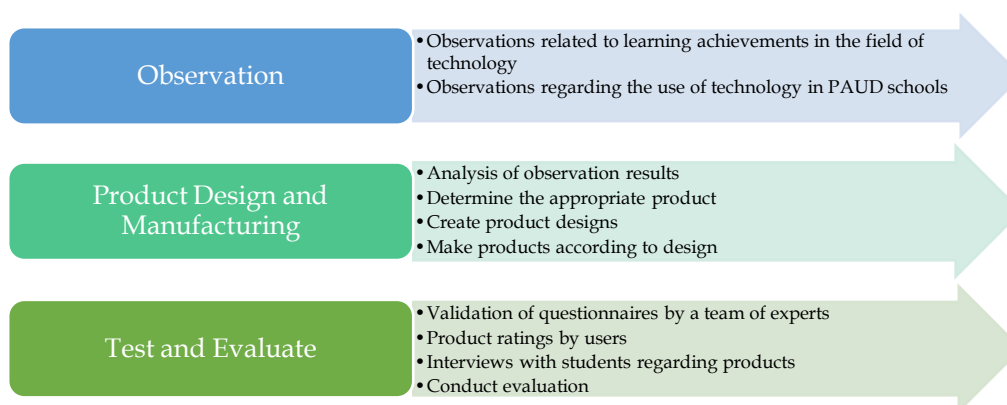 Observation
•Observations related to learning achievements in the field of
technology
•Observations regarding the use of technology in PAUD schools
Product Design and
Manufacturing
•Analysis of observation results
•Determine the appropriate product
•Create product designs
•Make products according to design
Test and Evaluate
•Validation of questionnaires by a team of experts
•Product ratings by users
•Interviews with students regarding products
•Conduct evaluation